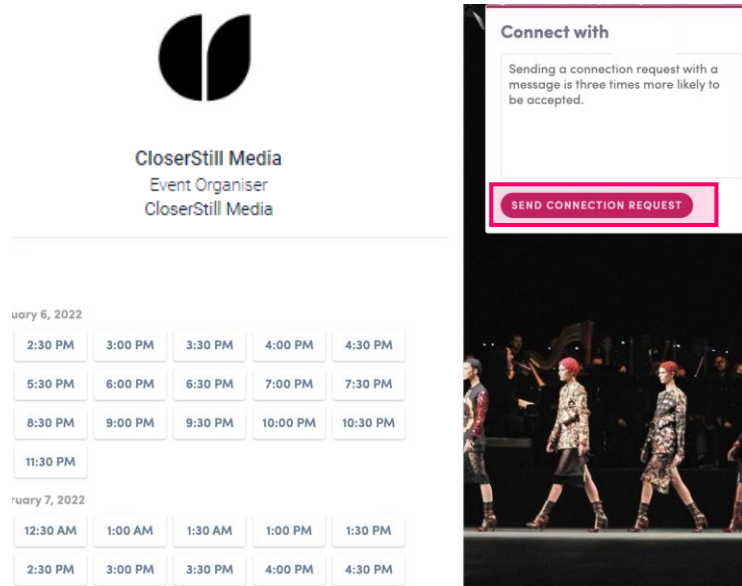 CloserStill Media
Event Organiser
CloserStill Media
uary 6, 2022
2:30 PM 3:00 PM 3:30 PM 4:00 PM 4:30 PM
5:30 PM 6:00 PM 6:30 PM 7:00 PM 7:30 PM
8:30 PM 9:00 PM 9:30 PM 10:00 PM 10:30 PM
11:30 PM
ruary 7, 2022
12:30 AM 1:00 AM 1:30 AM 1:00 PM 1:30 PM
2:30 PM 3:00 PM 3:30 PM 4:00 PM 4:30 PM
Connect with
Sending a connection request with a
message is three times more likely to
be accepted.
SEND CONNECTION REQUEST